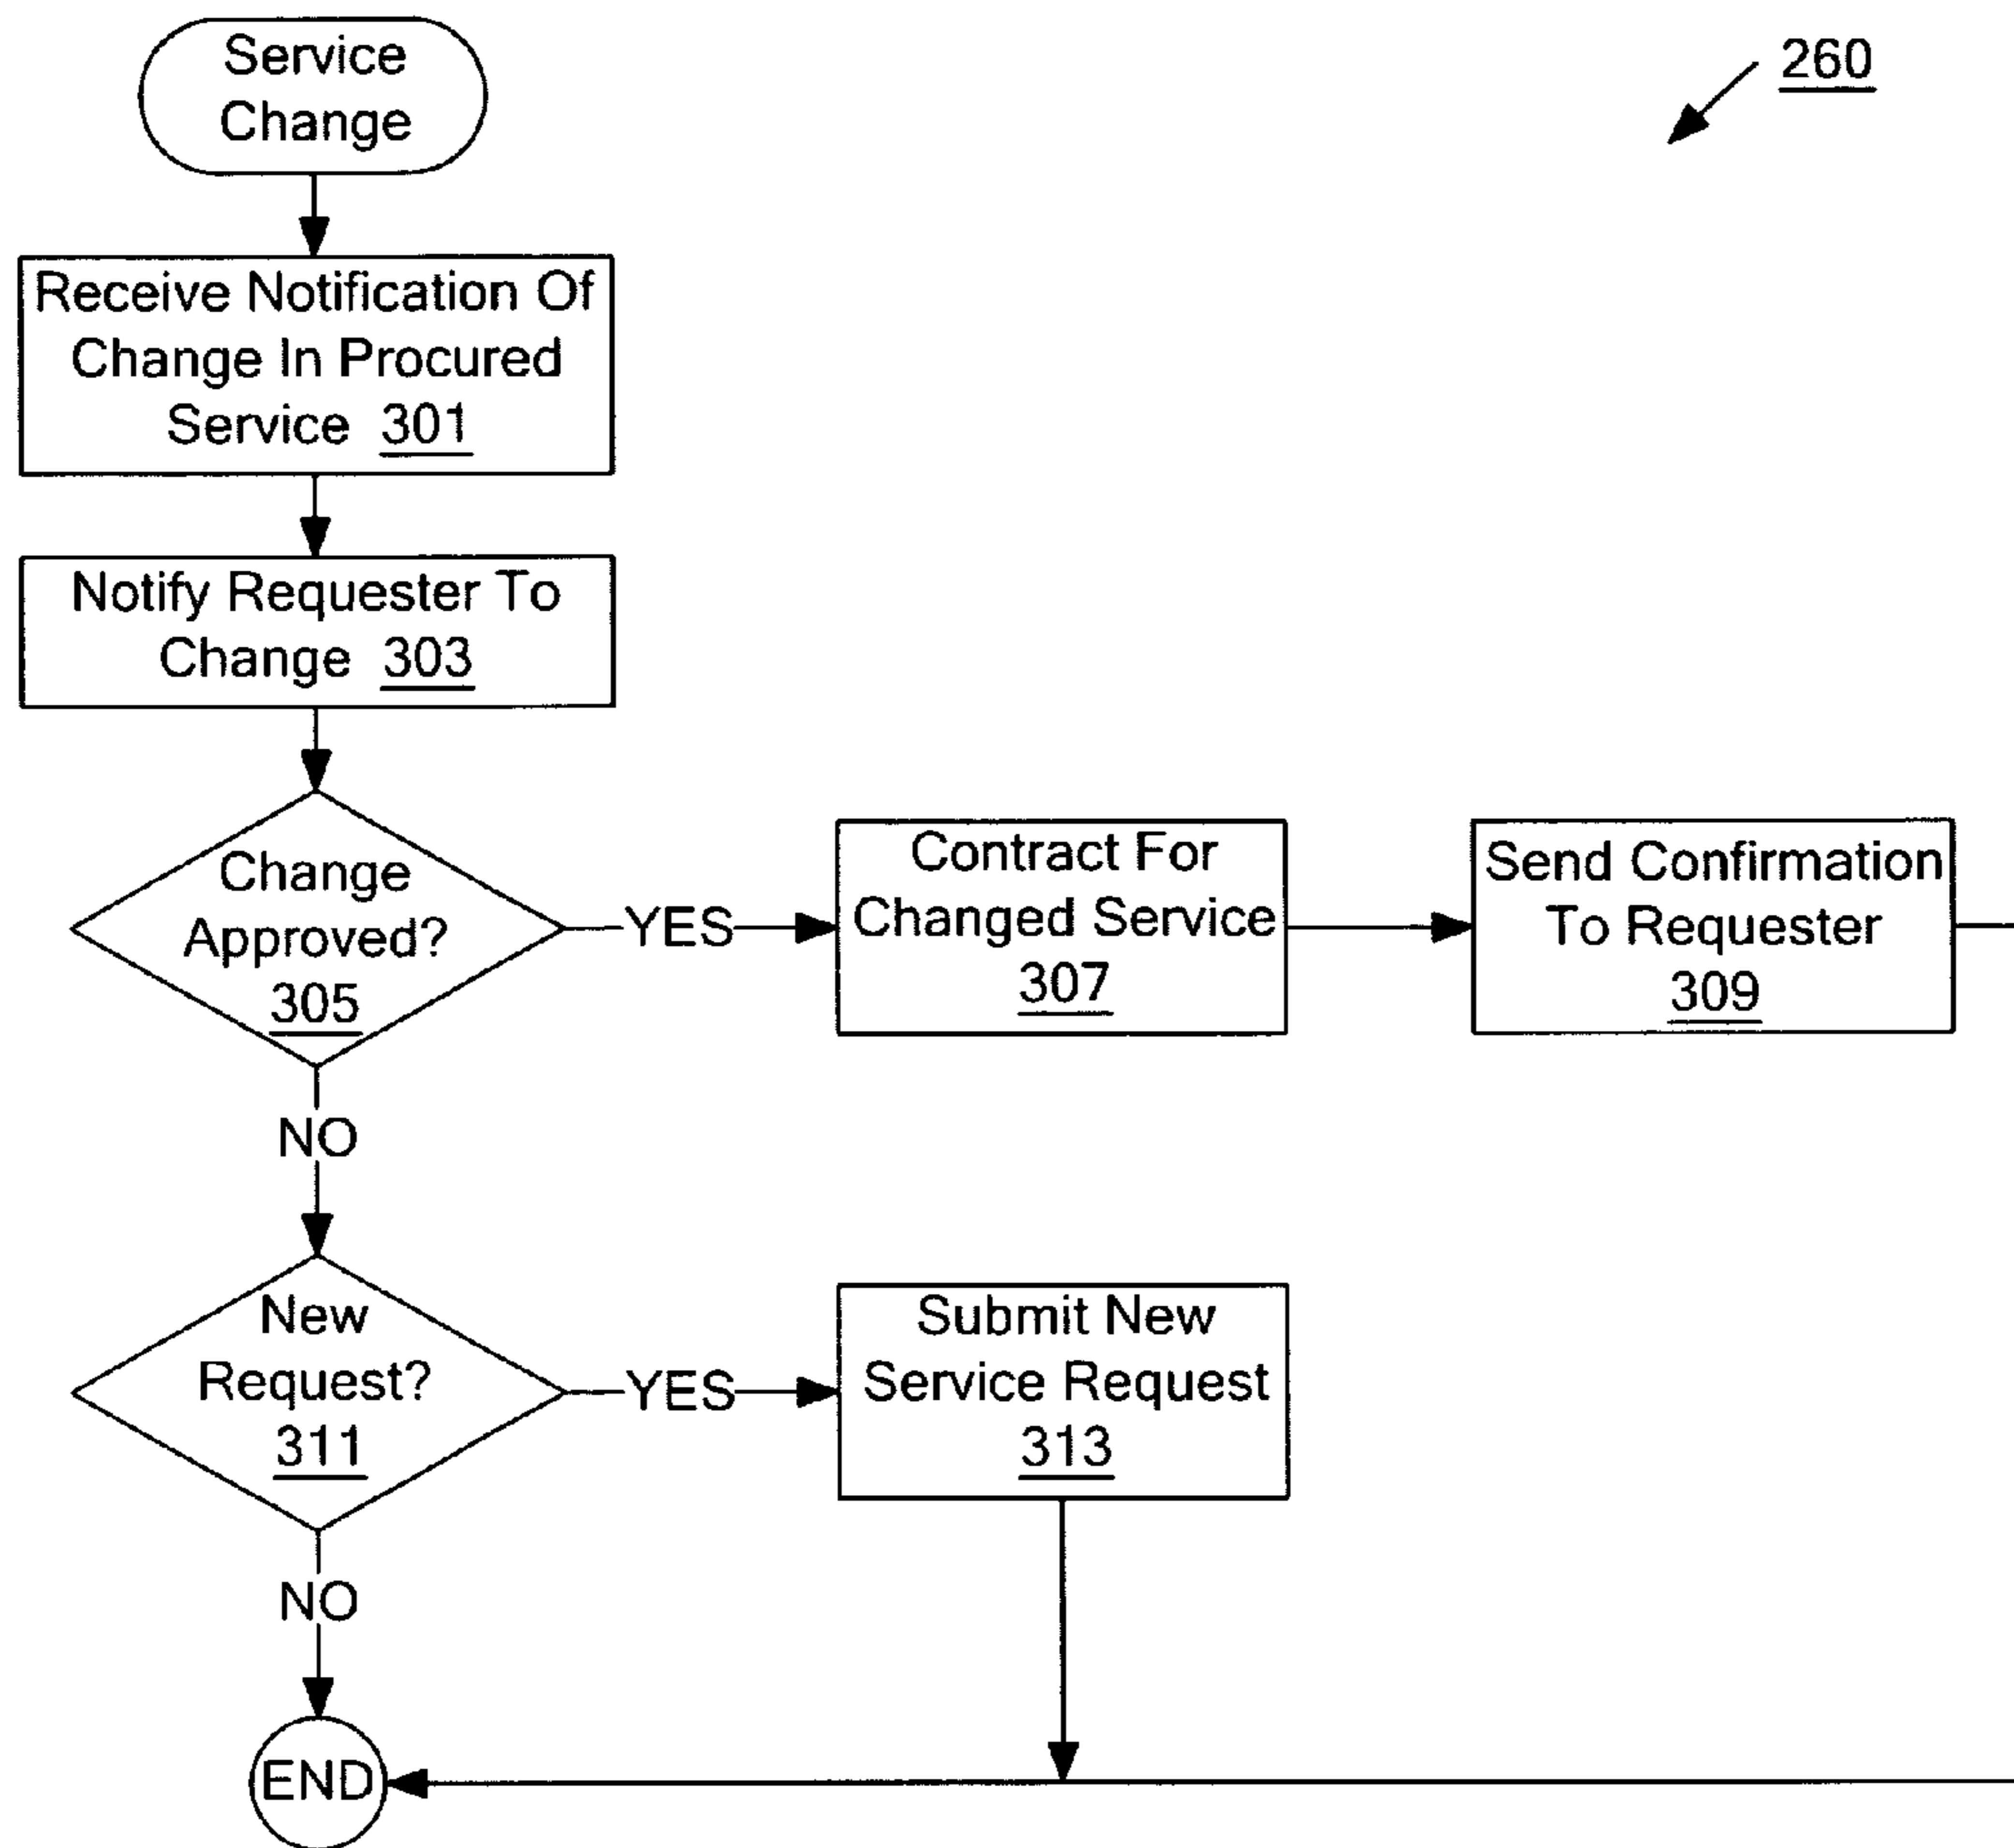 Service
Change
260
Receive Notification Of
Change In Procured
Service 301
Notify Requester To
Change 303
Change
Approved?
305
YES
Contract For
Changed Service
307
Send Confirmation
To Requester
309
NO
New
Request?
311
YES
Submit New
Service Request
313
NO
END